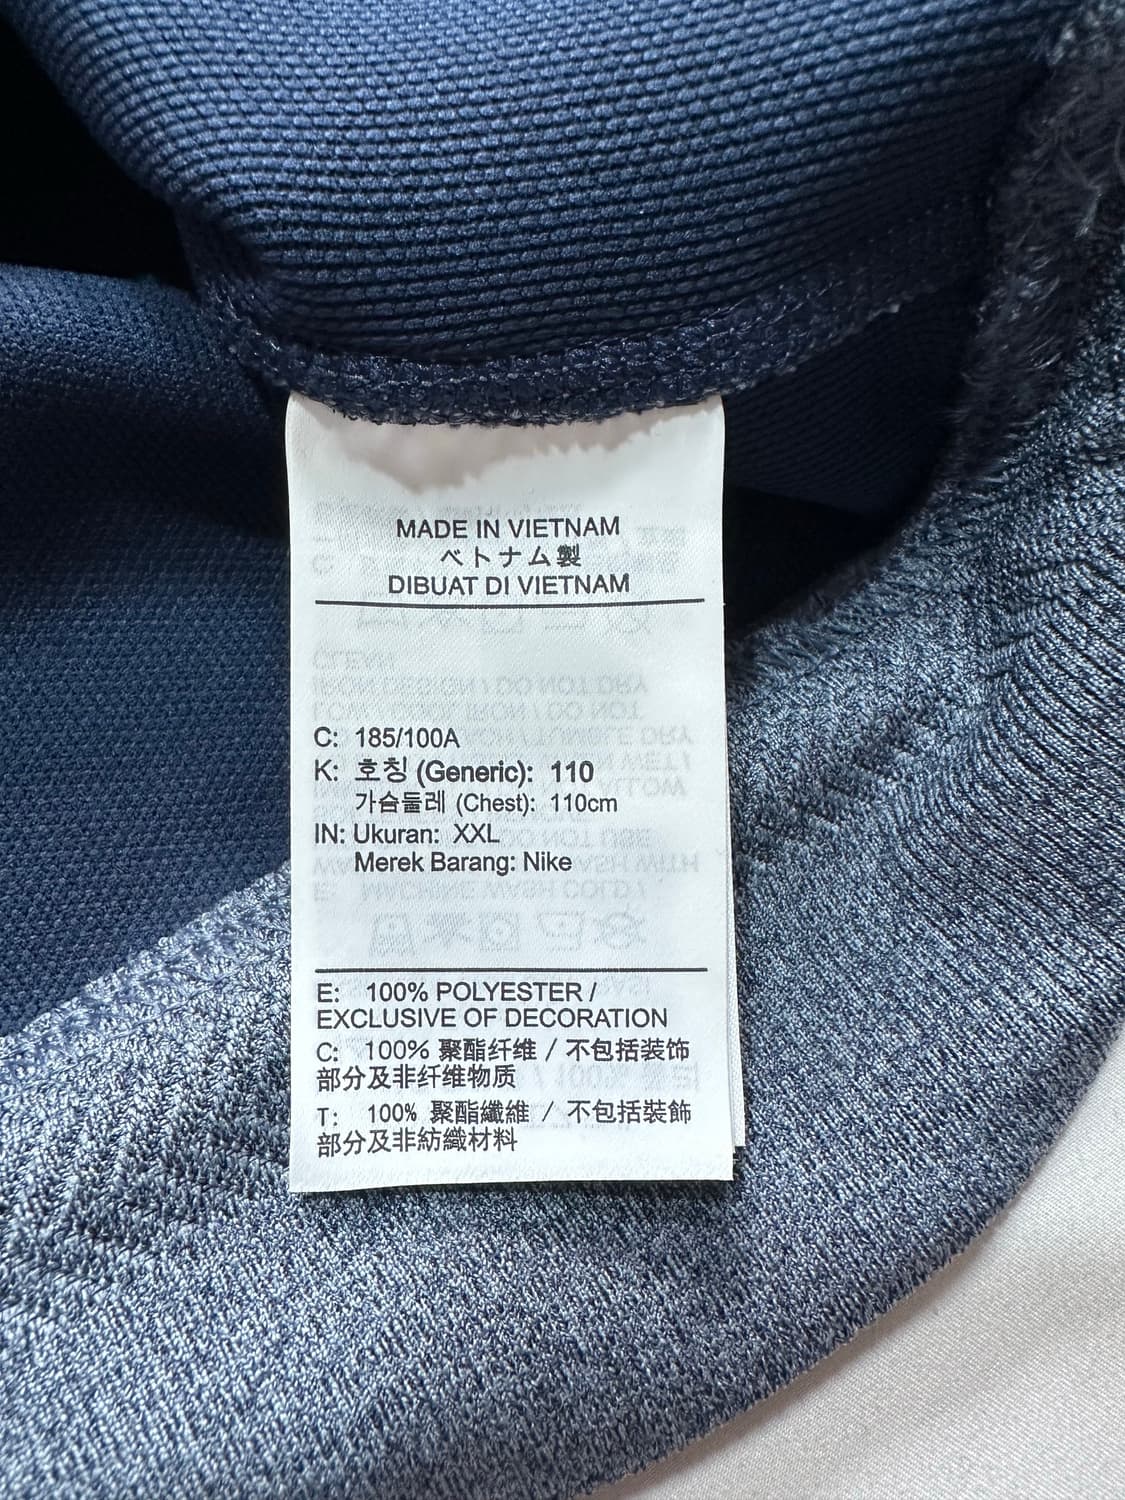 MADE IN VIETNAM
ベトナム製
DIBUAT DI VIETNAM
C: 185/100A
K: 호칭 (Generic): 110
가슴둘레 (Chest): 110cm
IN: Ukuran: XXL
Merek Barang: Nike
E: 100% POLYESTER /
EXCLUSIVE OF DECORATION
C: 100% 聚酯纤维 / 不包括装饰
部分及非纤维物质
T: 100% 聚酯纖維 / 不包括裝飾
部分及非紡織材料